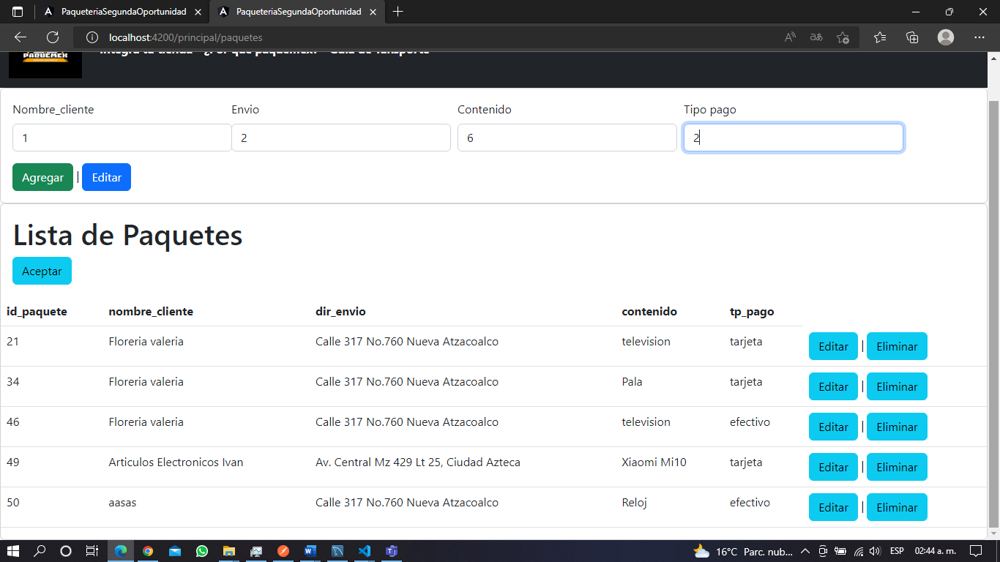 PaqueteriaSegundaOportunidad
PaqueteriaSegundaOportunidad
localhost:4200/principal/paquetes
PAQUEMEX
Integra tu tienda ¿Por qué paquemex?
Nombre_cliente Envio Contenido Tipo pago
1 2 6 2
Agregar | Editar
Lista de Paquetes
Aceptar
id_paquete nombre_cliente dir_envio contenido tp_pago
21 Floreria valeria Calle 317 No.760 Nueva Atzacoalco television tarjeta Editar | Eliminar
34 Floreria valeria Calle 317 No.760 Nueva Atzacoalco Pala tarjeta Editar | Eliminar
46 Floreria valeria Calle 317 No.760 Nueva Atzacoalco television efectivo Editar | Eliminar
49 Articulos Electronicos Ivan Av. Central Mz 429 Lt 25, Ciudad Azteca Xiaomi Mi10 tarjeta Editar | Eliminar
50 aasas Calle 317 No.760 Nueva Atzacoalco Reloj efectivo Editar | Eliminar
16°C Parc. nub... ESP 02:44 a. m.